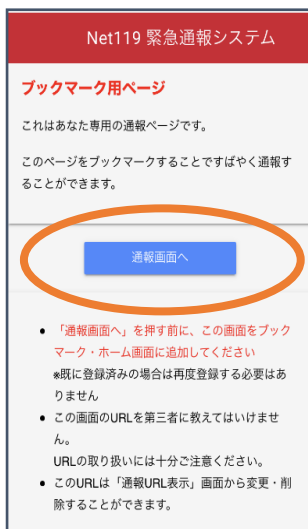 Net119 緊急通報システム
ブックマーク用ページ
これはあなた専用の通報ページです。
このページをブックマークすることですばやく通報す
ることができます。
通報画面へ
● 「通報画面へ」を押す前に、この画面をブック
マーク・ホーム画面に追加してください
※既に登録済みの場合は再度登録する必要はあ
りません
● この画面のURLを第三者に教えてはいけませ
ん。
URLの取り扱いには十分ご注意ください。
● このURLは「通報URL表示」画面から変更・削
除することができます。